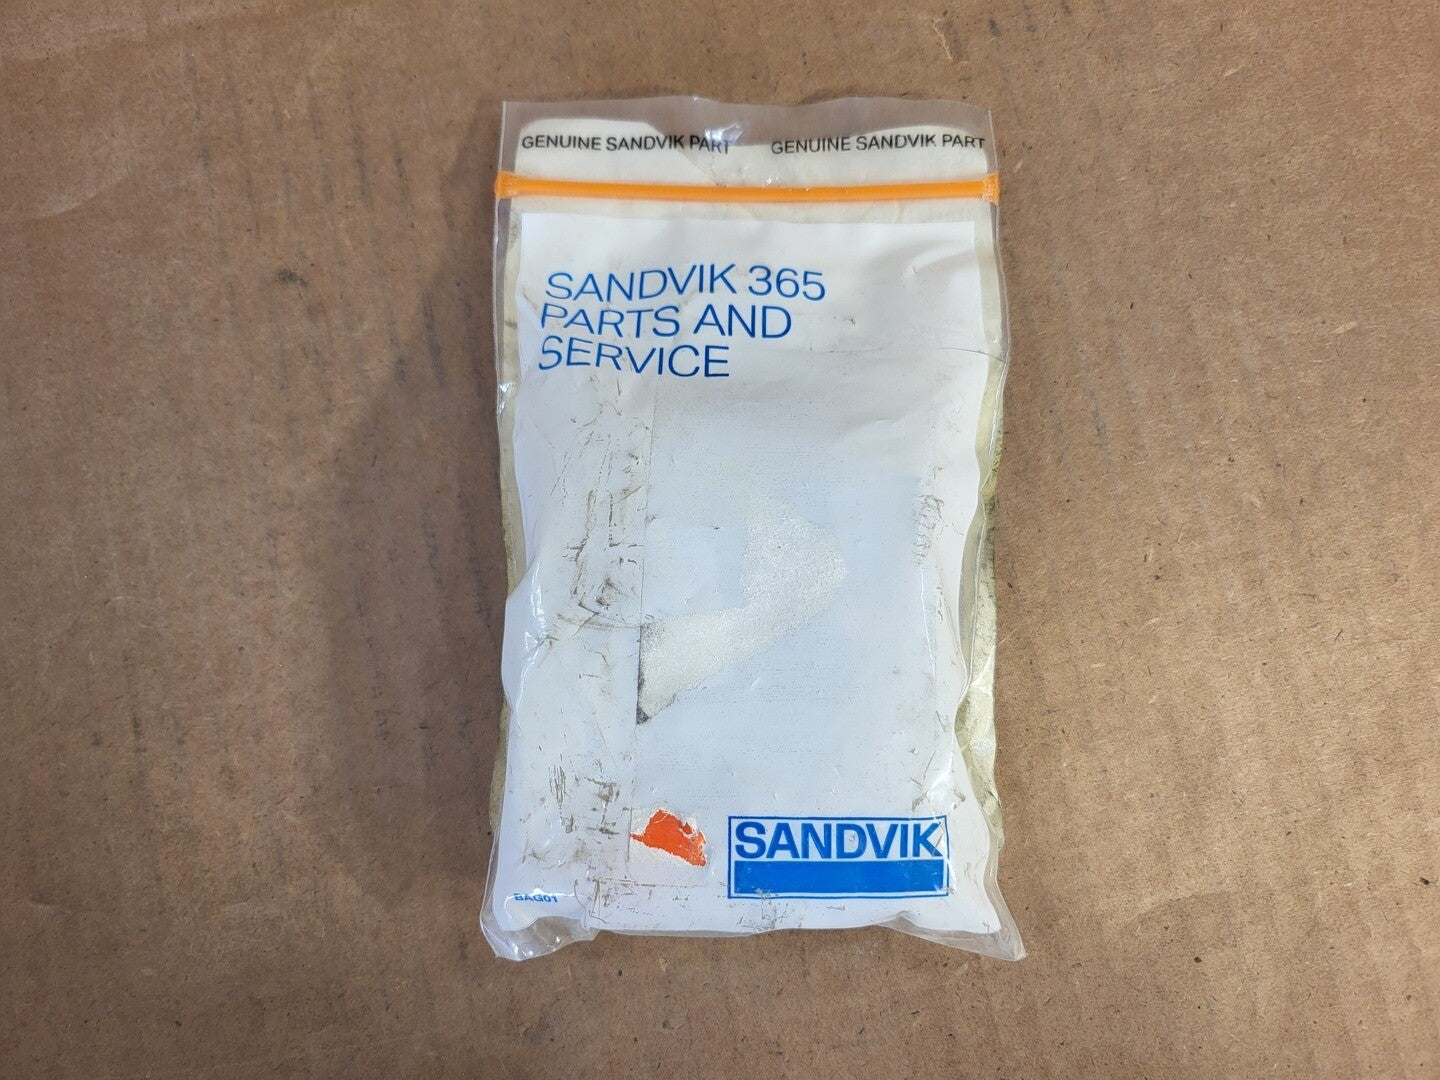 GENUINE SANDVIK PART GENUINE SANDVIK PART
SANDVIK 365
PARTS AND
SERVICE
SANDVIK
BAG01